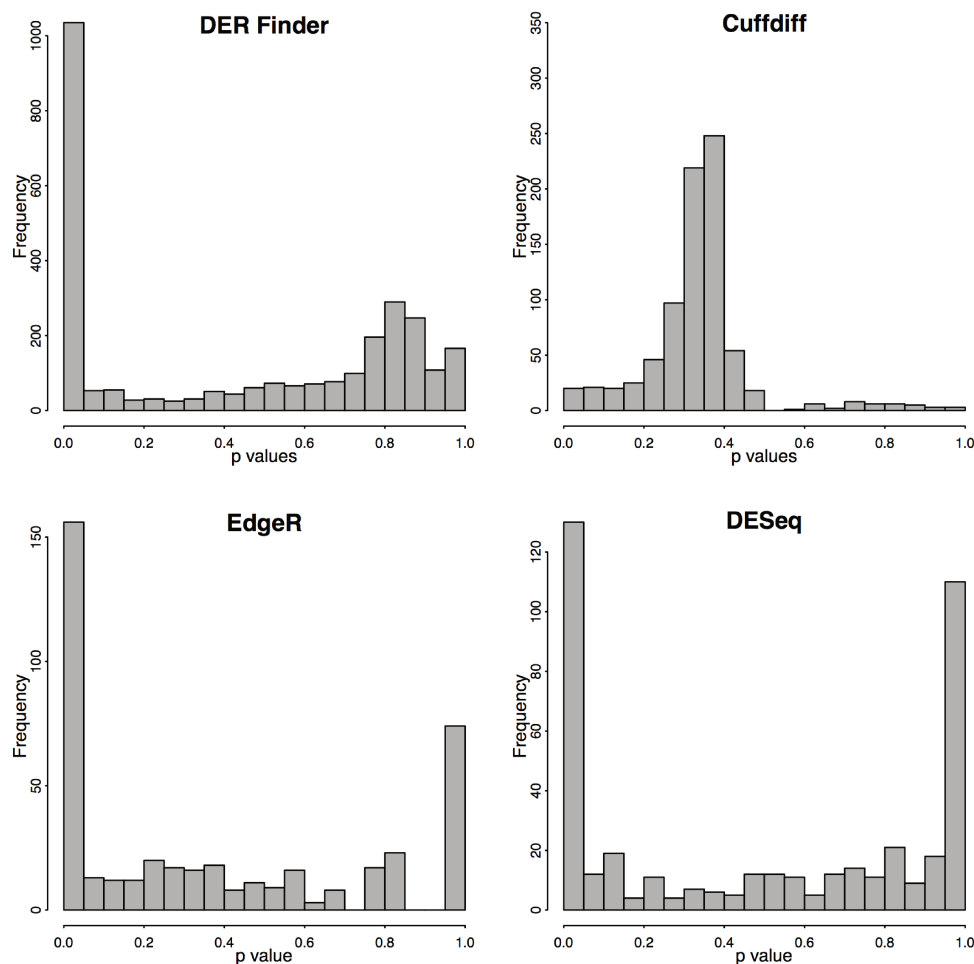 DER Finder
Frequency
0 200 400 600 800 1000
0.0 0.2 0.4 0.6 0.8 1.0
p values
Cuffdiff
Frequency
0 50 100 150 200 250 300 350
0.0 0.2 0.4 0.6 0.8 1.0
p values
EdgeR
Frequency
0 50 100 150
0.0 0.2 0.4 0.6 0.8 1.0
p value
DESeq
Frequency
0 20 40 60 80 100 120
0.0 0.2 0.4 0.6 0.8 1.0
p value